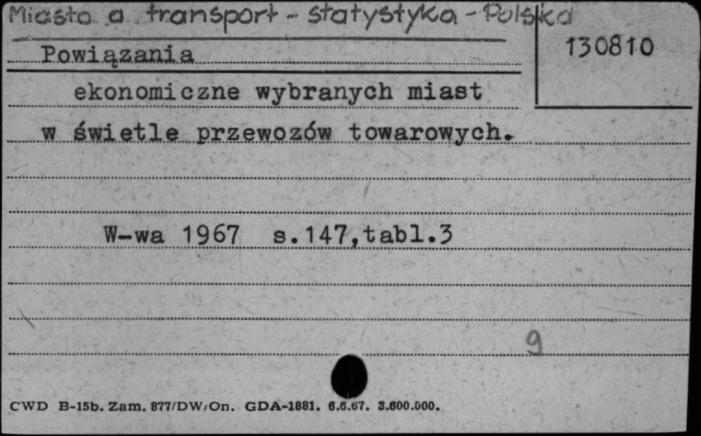 Miasta a transport - statystyka - Polska
130810
Powiązania
ekonomiczne wybranych miast
w świetle przewozów towarowych.
W-wa 1967 s.147,tabl.3
9
CWD B-15b. Zam. 877/DW/On. GDA-1881. 6.6.67. 3.600.000.